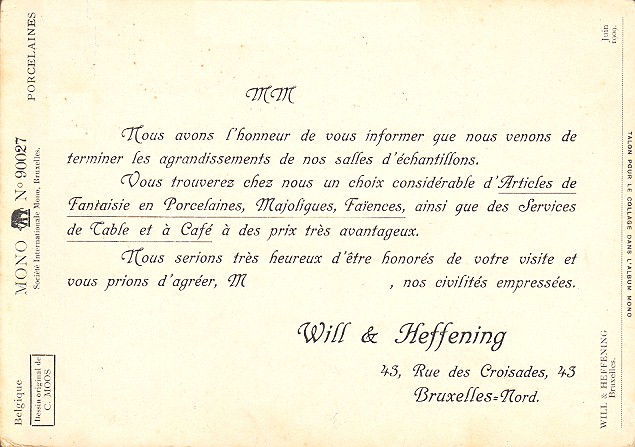 MM
Nous avons l'honneur de vous informer que nous venons de
terminer les agrandissements de nos salles d'échantillons.
Vous trouverez chez nous un choix considérable d'Articles de
Fantaisie en Porcelaines, Majoliques, Faïences, ainsi que des Services
de Table et à Café à des prix très avantageux.
Nous serions très heureux d'être honorés de votre visite et
vous prions d'agréer, M , nos civilités empressées.
Will & Heffening
43, Rue des Croisades, 43
Bruxelles=Nord.
PORCELAINES
MONO No 90027
Société Internationale Mono, Bruxelles.
Belgique
Dessin original de
C. MOOS
Juin
1909.
WILL & HEFFENING
Bruxelles.
TALON POUR LE COLLAGE DANS L'ALBUM MONO